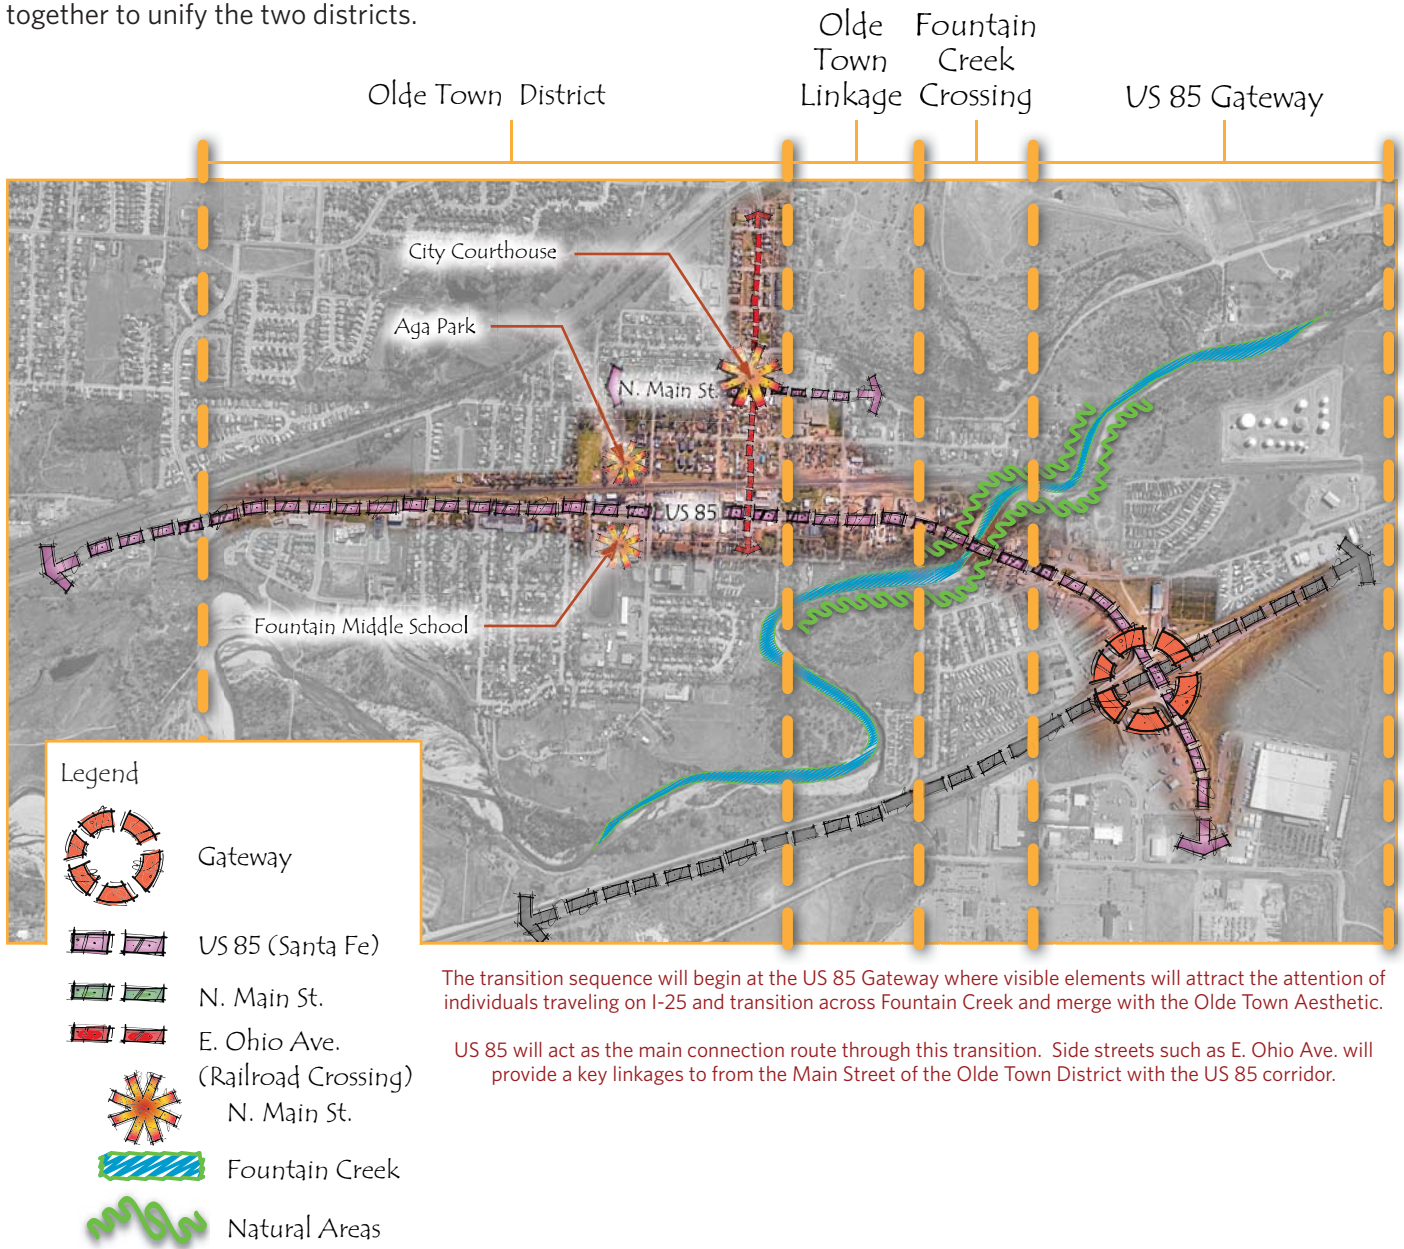 together to unify the two districts.
Olde Town District
Olde
Town
Linkage
Fountain
Creek
Crossing
US 85 Gateway
City Courthouse
Aga Park
N. Main St.
US 85
Fountain Middle School
Legend
Gateway
US 85 (Santa Fe)
N. Main St.
E. Ohio Ave.
(Railroad Crossing)
N. Main St.
Fountain Creek
Natural Areas
The transition sequence will begin at the US 85 Gateway where visible elements will attract the attention of
individuals traveling on I-25 and transition across Fountain Creek and merge with the Olde Town Aesthetic.
US 85 will act as the main connection route through this transition. Side streets such as E. Ohio Ave. will
provide a key linkages to from the Main Street of the Olde Town District with the US 85 corridor.